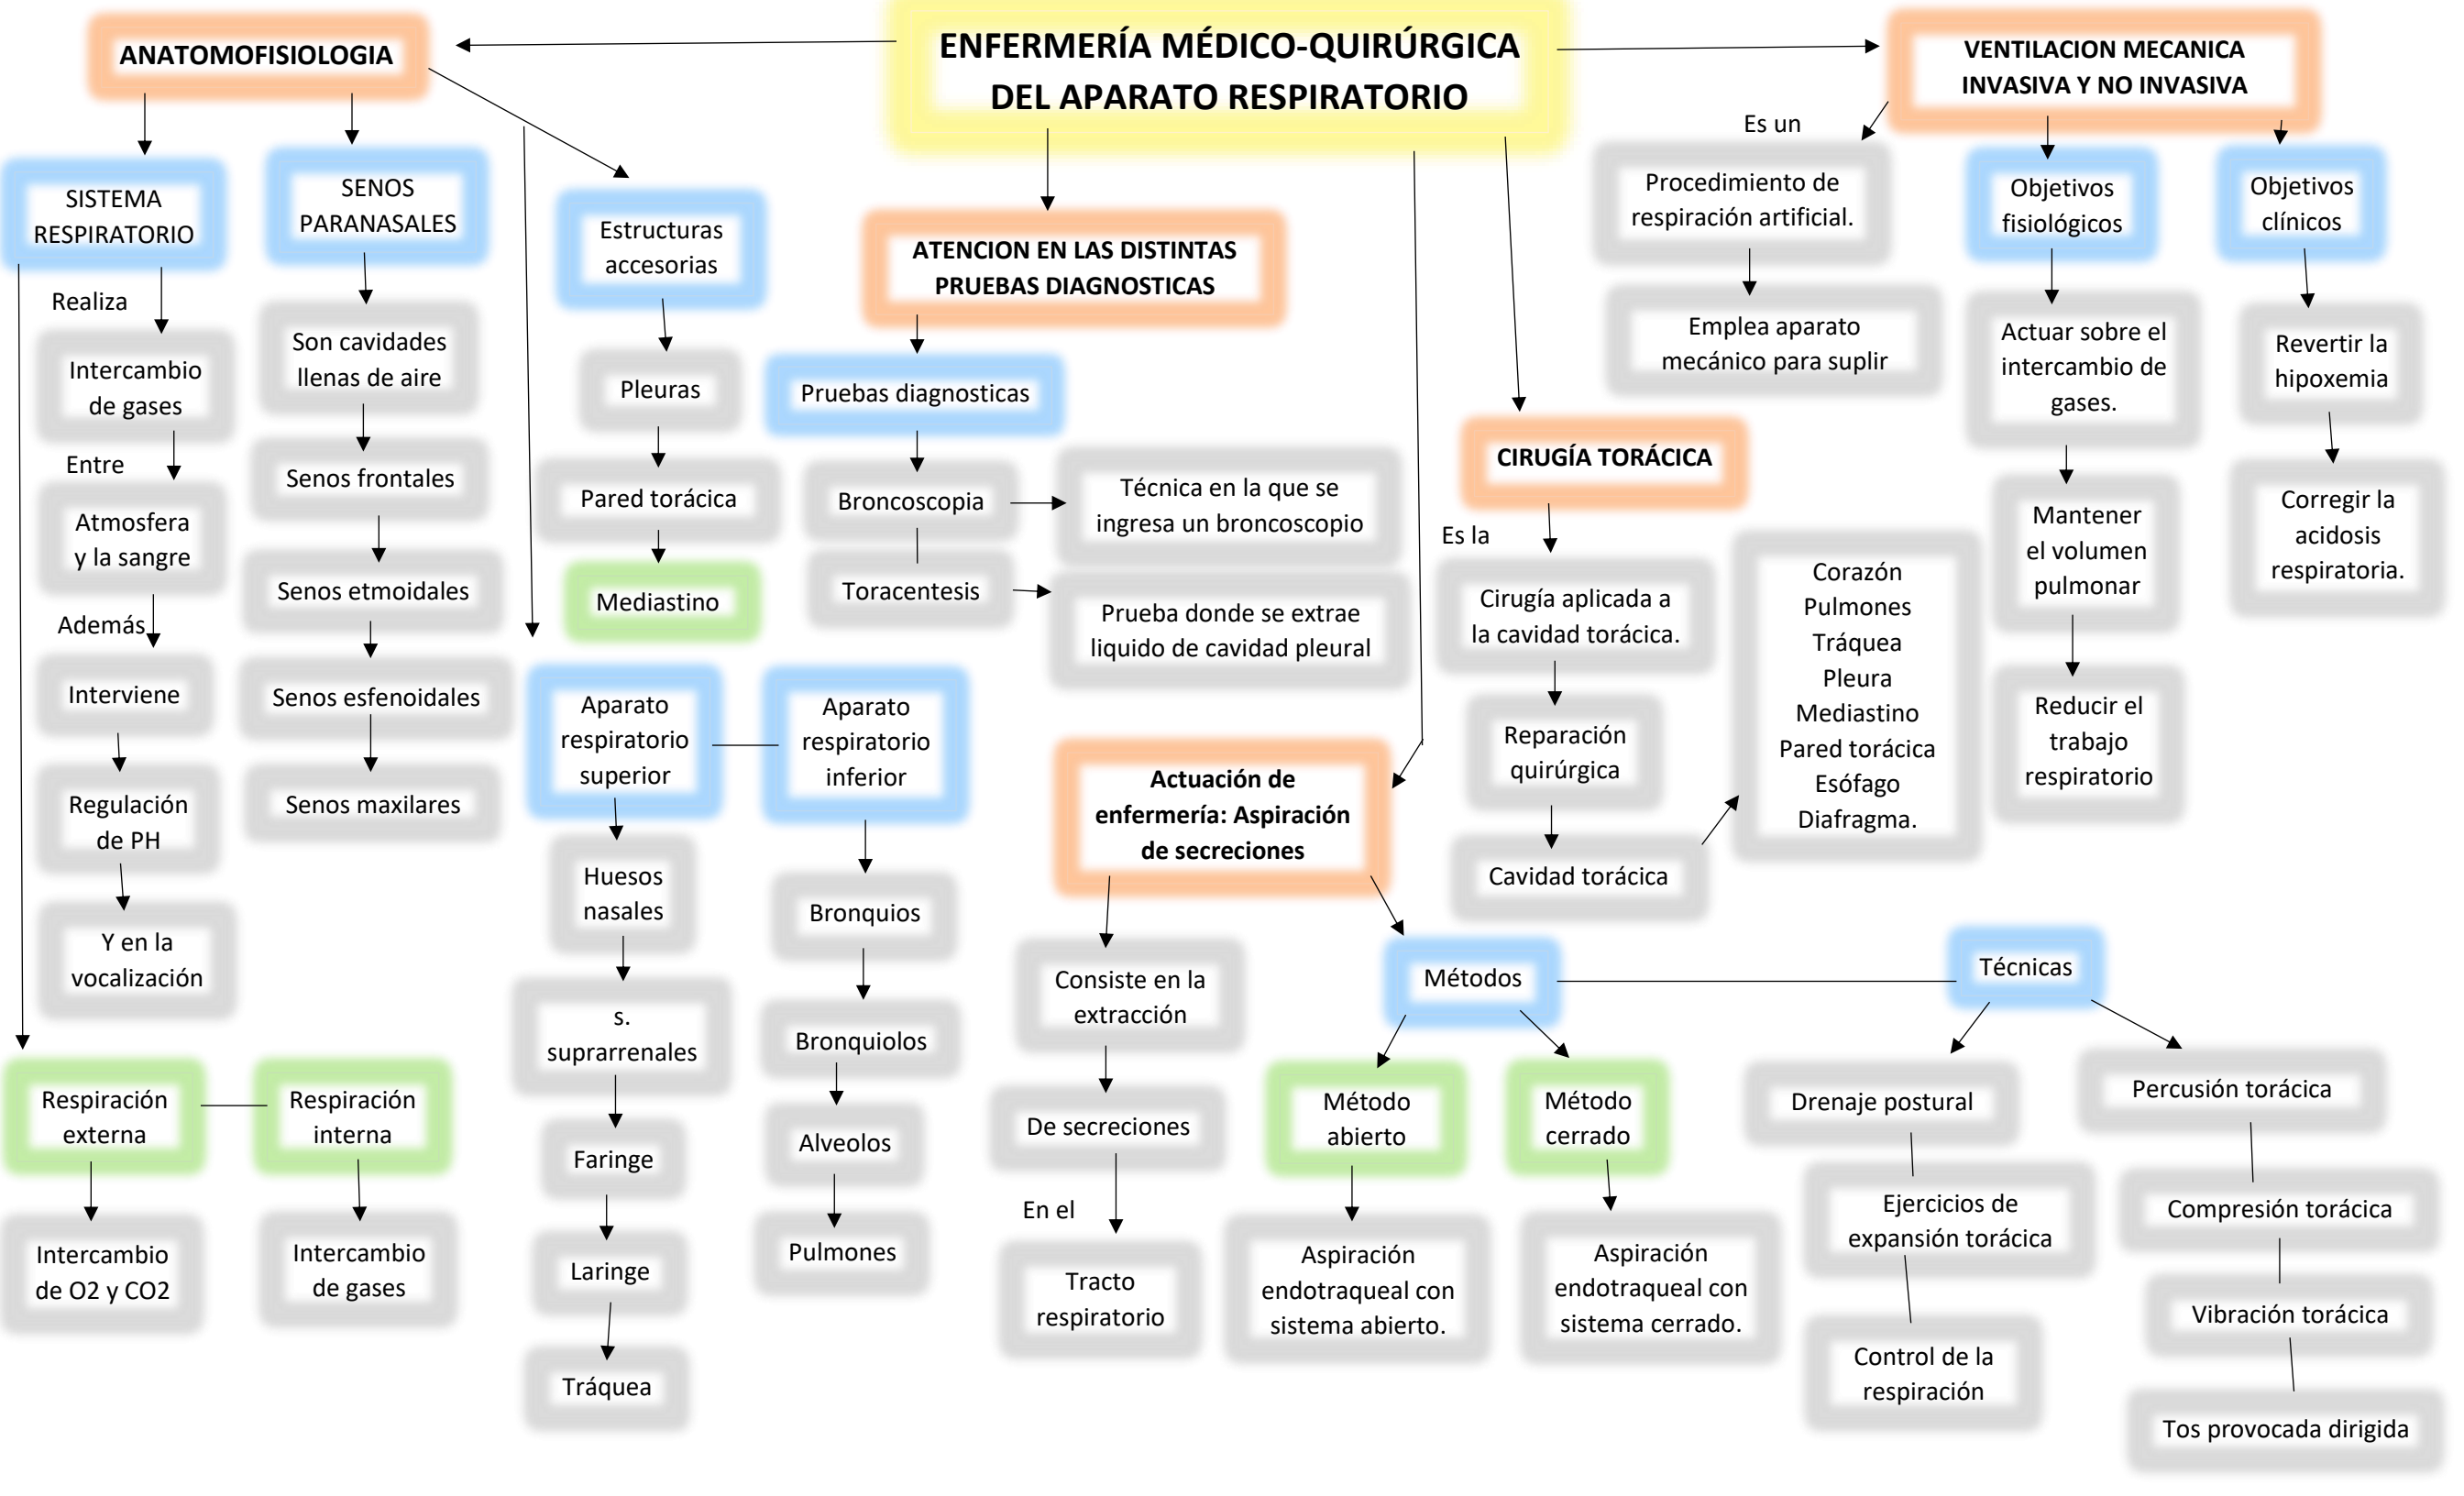 ENFERMERÍA MÉDICO-QUIRÚRGICA
DEL APARATO RESPIRATORIO
ANATOMOFISIOLOGIA
SISTEMA
RESPIRATORIO
Realiza
Intercambio
de gases
Entre
Atmosfera
y la sangre
Además
Interviene
Regulación
de PH
Y en la
vocalización
Respiración
externa
Intercambio
de O2 y CO2
Respiración
interna
Intercambio
de gases
SENOS
PARANASALES
Son cavidades
llenas de aire
Senos frontales
Senos etmoidales
Senos esfenoidales
Senos maxilares
Estructuras
accesorias
Pleuras
Pared torácica
Mediastino
Aparato
respiratorio
superior
Huesos
nasales
s.
suprarrenales
Faringe
Laringe
Tráquea
Aparato
respiratorio
inferior
Bronquios
Bronquiolos
Alveolos
Pulmones
ATENCION EN LAS DISTINTAS
PRUEBAS DIAGNOSTICAS
Pruebas diagnosticas
Broncoscopia
Técnica en la que se
ingresa un broncoscopio
Toracentesis
Prueba donde se extrae
liquido de cavidad pleural
Actuación de
enfermería: Aspiración
de secreciones
Consiste en la
extracción
De secreciones
En el
Tracto
respiratorio
Métodos
Método
abierto
Aspiración
endotraqueal con
sistema abierto.
Método
cerrado
Aspiración
endotraqueal con
sistema cerrado.
Técnicas
Drenaje postural
Ejercicios de
expansión torácica
Control de la
respiración
Percusión torácica
Compresión torácica
Vibración torácica
Tos provocada dirigida
CIRUGÍA TORÁCICA
Es la
Cirugía aplicada a
la cavidad torácica.
Reparación
quirúrgica
Cavidad torácica
Corazón
Pulmones
Tráquea
Pleura
Mediastino
Pared torácica
Esófago
Diafragma.
VENTILACION MECANICA
INVASIVA Y NO INVASIVA
Es un
Procedimiento de
respiración artificial.
Emplea aparato
mecánico para suplir
Objetivos
fisiológicos
Actuar sobre el
intercambio de
gases.
Mantener
el volumen
pulmonar
Reducir el
trabajo
respiratorio
Objetivos
clínicos
Revertir la
hipoxemia
Corregir la
acidosis
respiratoria.